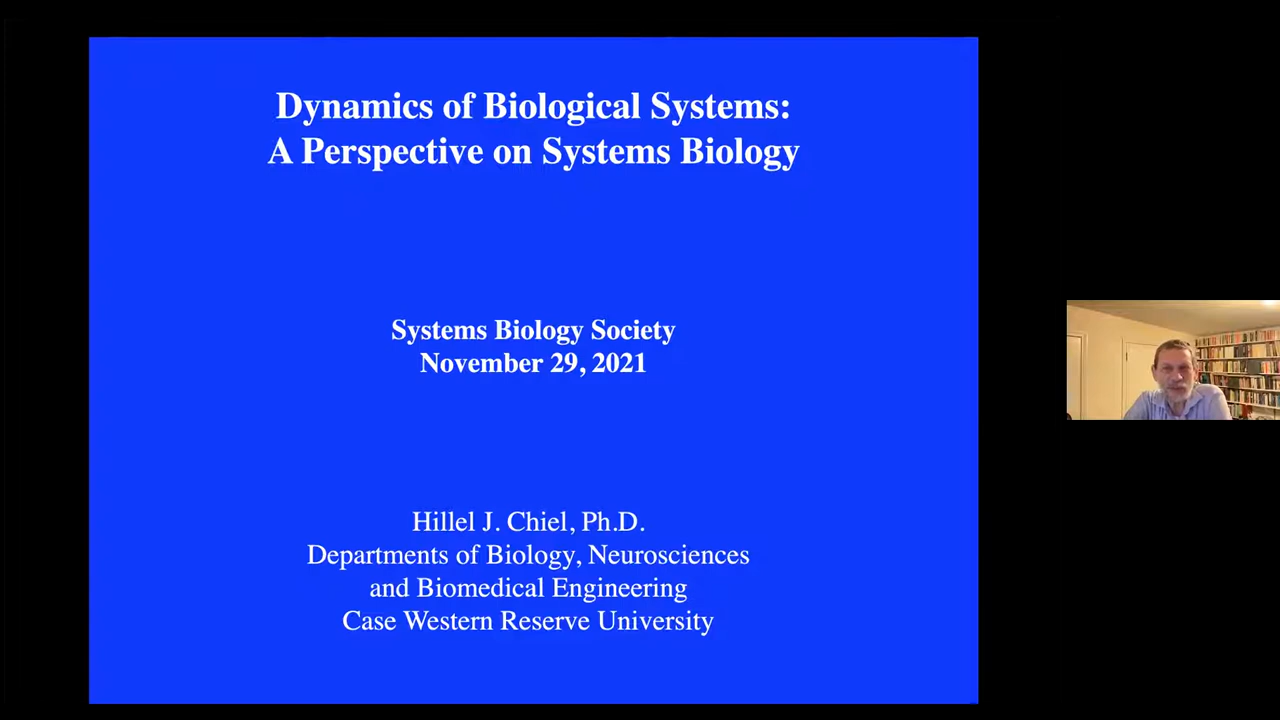 Dynamics of Biological Systems:
A Perspective on Systems Biology
Systems Biology Society
November 29, 2021
Hillel J. Chiel, Ph.D.
Departments of Biology, Neurosciences
and Biomedical Engineering
Case Western Reserve University